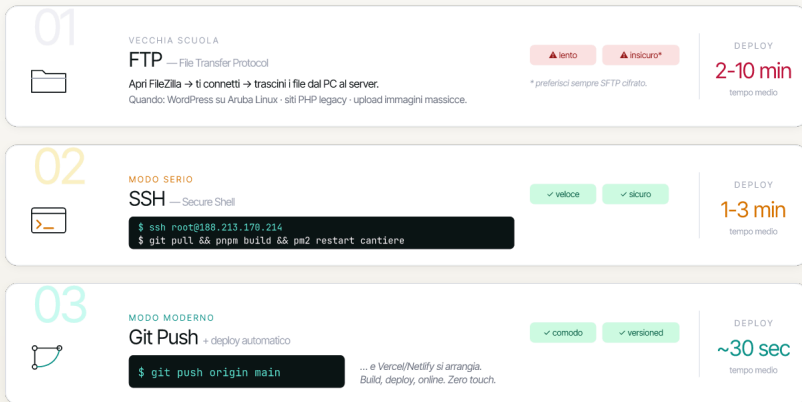 01
VECCHIA SCUOLA
FTP — File Transfer Protocol
Apri FileZilla → ti connetti → trascini i file dal PC al server.
Quando: WordPress su Aruba Linux · siti PHP legacy · upload immagini massicce.
⚠ lento
⚠ insicuro*
* preferisci sempre SFTP cifrato.
DEPLOY
2-10 min
tempo medio
02
MODO SERIO
SSH — Secure Shell
$ ssh root@188.213.170.214
$ git pull && pnpm build && pm2 restart cantiere
✓ veloce
✓ sicuro
DEPLOY
1-3 min
tempo medio
03
MODO MODERNO
Git Push + deploy automatico
$ git push origin main
... e Vercel/Netlify si arrangia.
Build, deploy, online. Zero touch.
✓ comodo
✓ versioned
DEPLOY
~30 sec
tempo medio